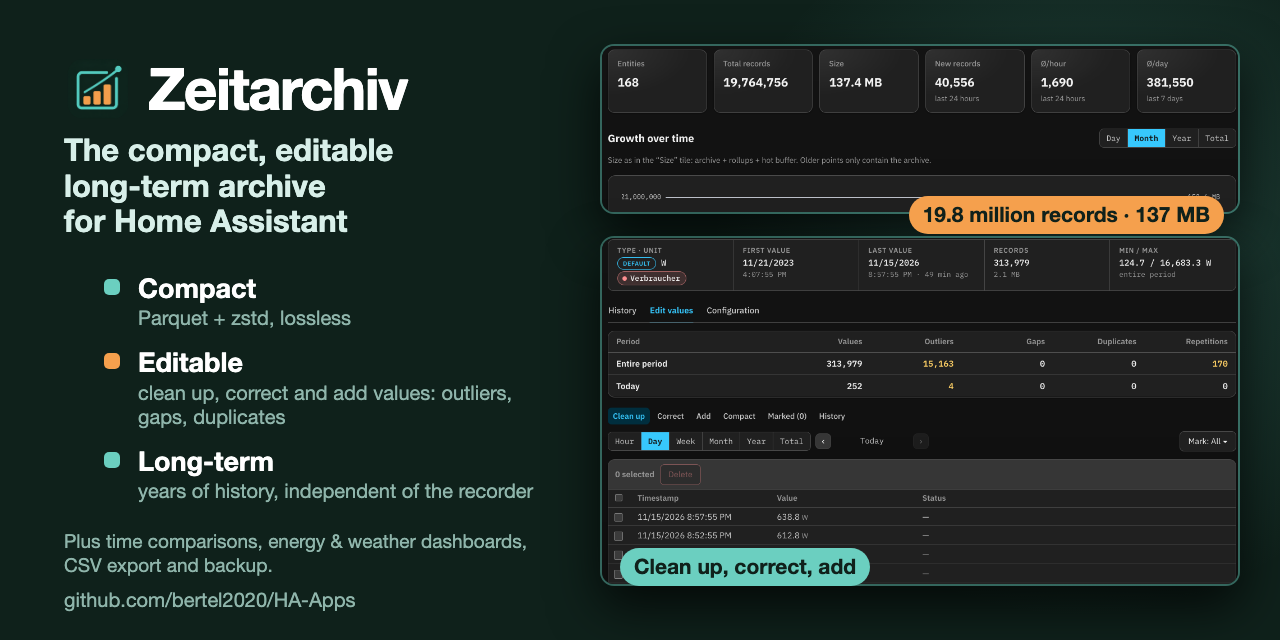 Zeitarchiv
The compact, editable
long-term archive
for Home Assistant
Compact
Parquet + zstd, lossless
Editable
clean up, correct and add values: outliers,
gaps, duplicates
Long-term
years of history, independent of the recorder
Plus time comparisons, energy & weather dashboards,
CSV export and backup.
github.com/bertel2020/HA-Apps
Entities Total records Size New records Ø/hour Ø/day
168 19,764,756 137.4 MB 40,556 1,690 381,550
last 24 hours last 24 hours last 7 days
Growth over time Day Month Year Total
Size as in the "Size" tile: archive + rollups + hot buffer. Older points only contain the archive.
21,000,000 MB
19.8 million records · 137 MB
TYPE · UNIT FIRST VALUE LAST VALUE RECORDS MIN / MAX
DEFAULT W 11/21/2023 11/15/2026 313,979 124.7 / 16,683.3 W
Verbraucher 4:07:55 PM 8:57:55 PM · 49 min ago 2.1 MB entire period
History Edit values Configuration
Period Values Outliers Gaps Duplicates Repetitions
Entire period 313,979 15,163 0 0 170
Today 252 4 0 0 0
Clean up Correct Add Compact Marked (0) History
Hour Day Week Month Year Total ‹ Today › Mark: All
0 selected Delete
Timestamp Value Status
11/15/2026 8:57:55 PM 638.8 W —
11/15/2026 8:52:55 PM 612.8 W —
—
Clean up, correct, add —